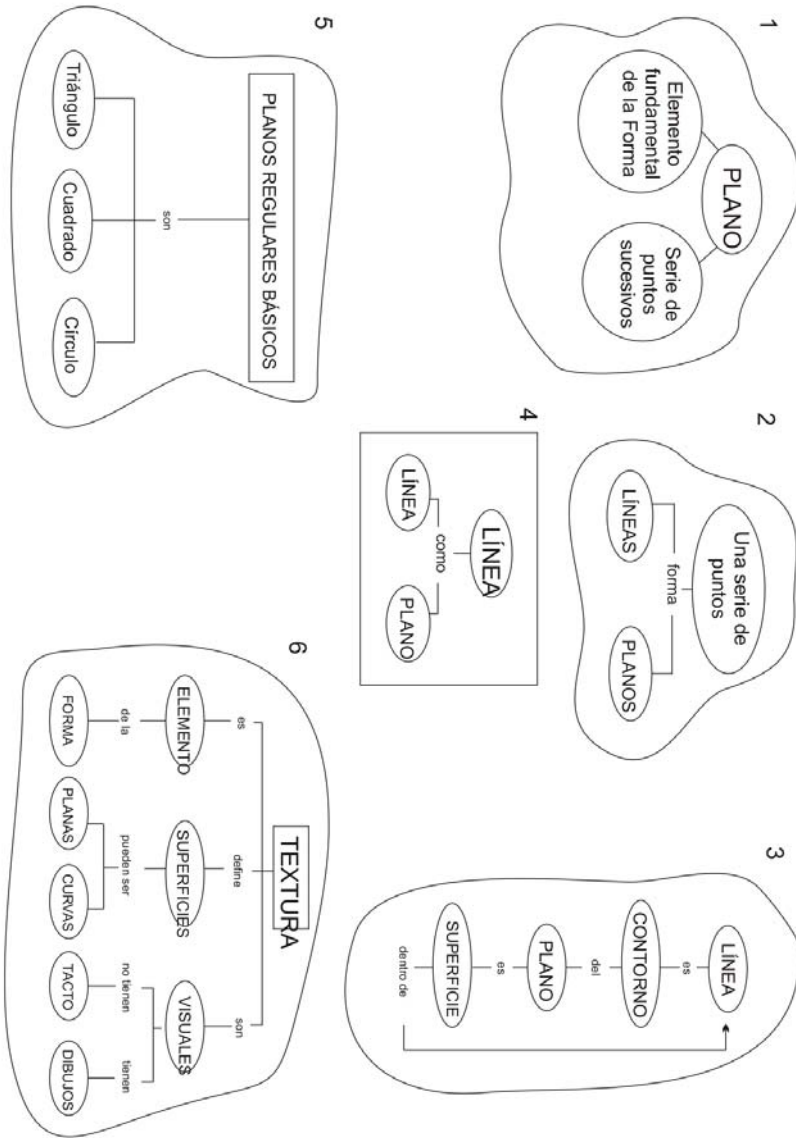 1
PLANO
Elemento
fundamental
de la Forma
Serie de
puntos
sucesivos
2
Una serie de
puntos
forma
LÍNEAS
PLANOS
3
LÍNEA
es
CONTORNO
del
PLANO
es
SUPERFICIE
dentro de
4
LÍNEA
como
LÍNEA
PLANO
5
PLANOS REGULARES BÁSICOS
son
Triángulo
Cuadrado
Círculo
6
TEXTURA
es
define
son
ELEMENTO
SUPERFICIES
VISUALES
de la
pueden ser
no tienen
tienen
FORMA
PLANAS
CURVAS
TACTO
DIBUJOS